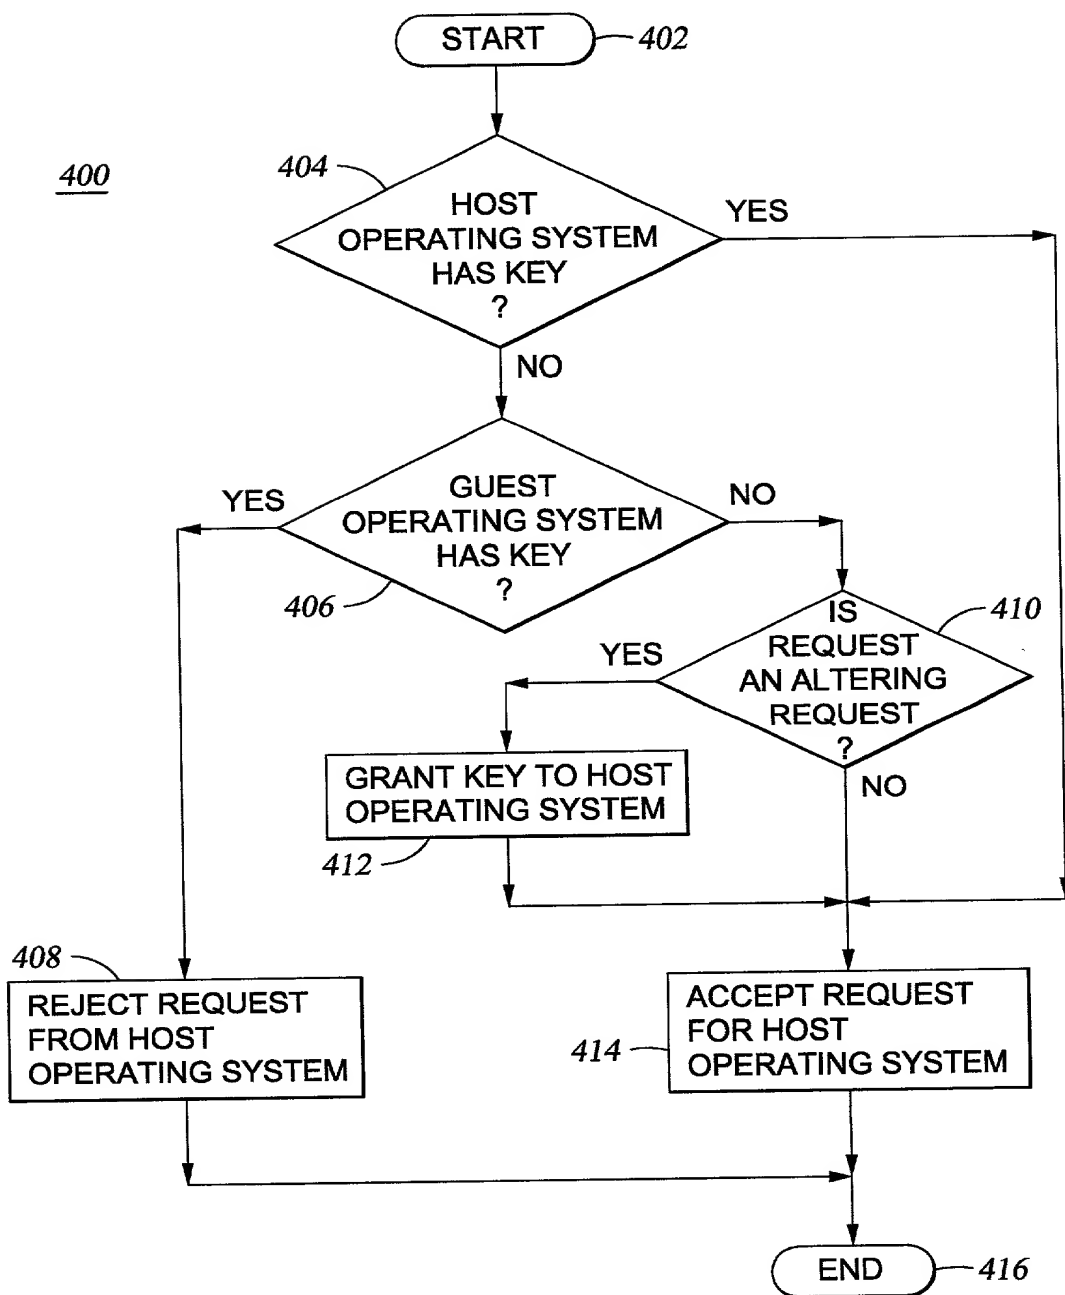 START
402
400
404
HOST
OPERATING SYSTEM
HAS KEY
?
YES
NO
GUEST
OPERATING SYSTEM
HAS KEY
?
YES
NO
406
IS
REQUEST
AN ALTERING
REQUEST
?
410
YES
NO
GRANT KEY TO HOST
OPERATING SYSTEM
412
408
REJECT REQUEST
FROM HOST
OPERATING SYSTEM
ACCEPT REQUEST
FOR HOST
OPERATING SYSTEM
414
END
416